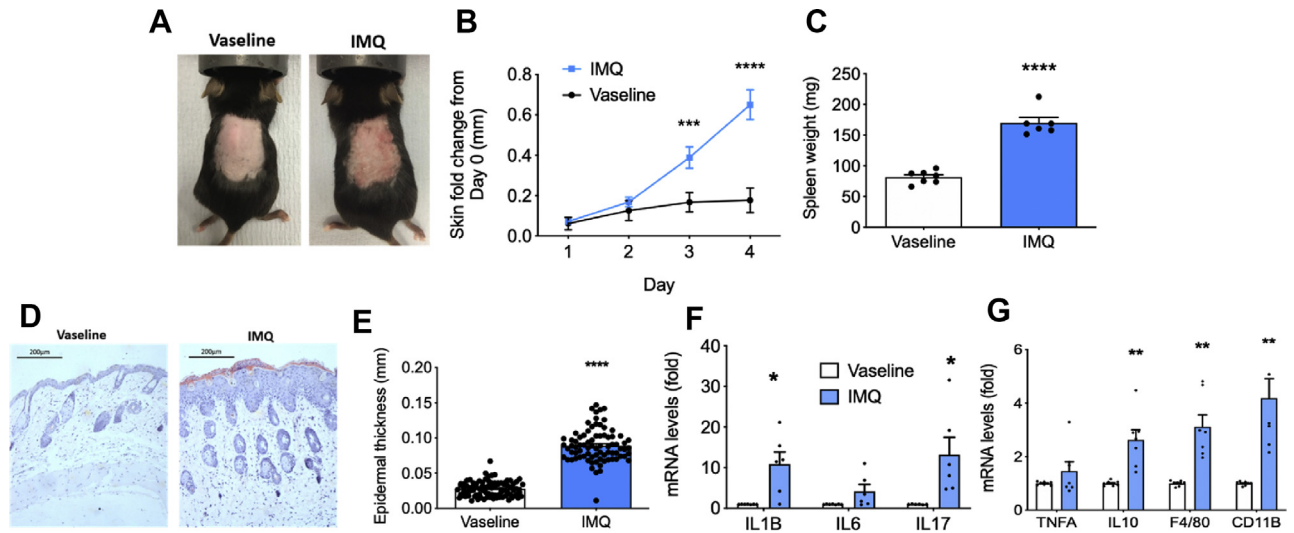 A
Vaseline
IMQ
B
IMQ
Vaseline
****
***
Skin fold change from
Day 0 (mm)
0.8
0.6
0.4
0.2
0.0
1 2 3 4
Day
C
****
Spleen weight (mg)
250
200
150
100
50
0
Vaseline IMQ
D
Vaseline
200µm
IMQ
200µm
E
****
Epidermal thickness (mm)
0.20
0.15
0.10
0.05
0.00
Vaseline IMQ
F
Vaseline
IMQ
*
*
mRNA levels (fold)
40
30
20
10
0
IL1B IL6 IL17
G
**
**
**
mRNA levels (fold)
6
4
2
0
TNFA IL10 F4/80 CD11B